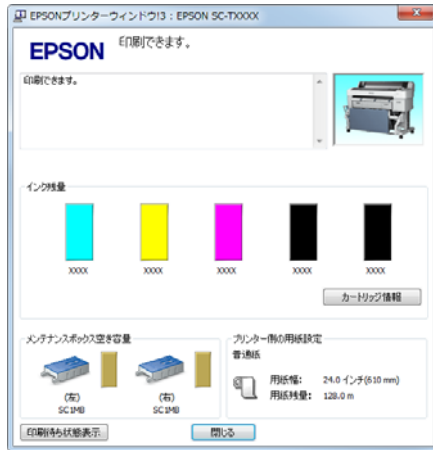 EPSONプリンターウィンドウ!3 : EPSON SC-TXXXX
EPSON
印刷できます。
印刷できます。
インク残量
XXXX XXXX XXXX XXXX XXXX
カートリッジ情報
メンテナンスボックス空き容量
(左) (右)
SC1MB SC1MB
プリンター側の用紙設定
普通紙
用紙幅: 24.0 インチ(610 mm)
用紙残量: 128.0 m
印刷待ち状態表示
閉じる